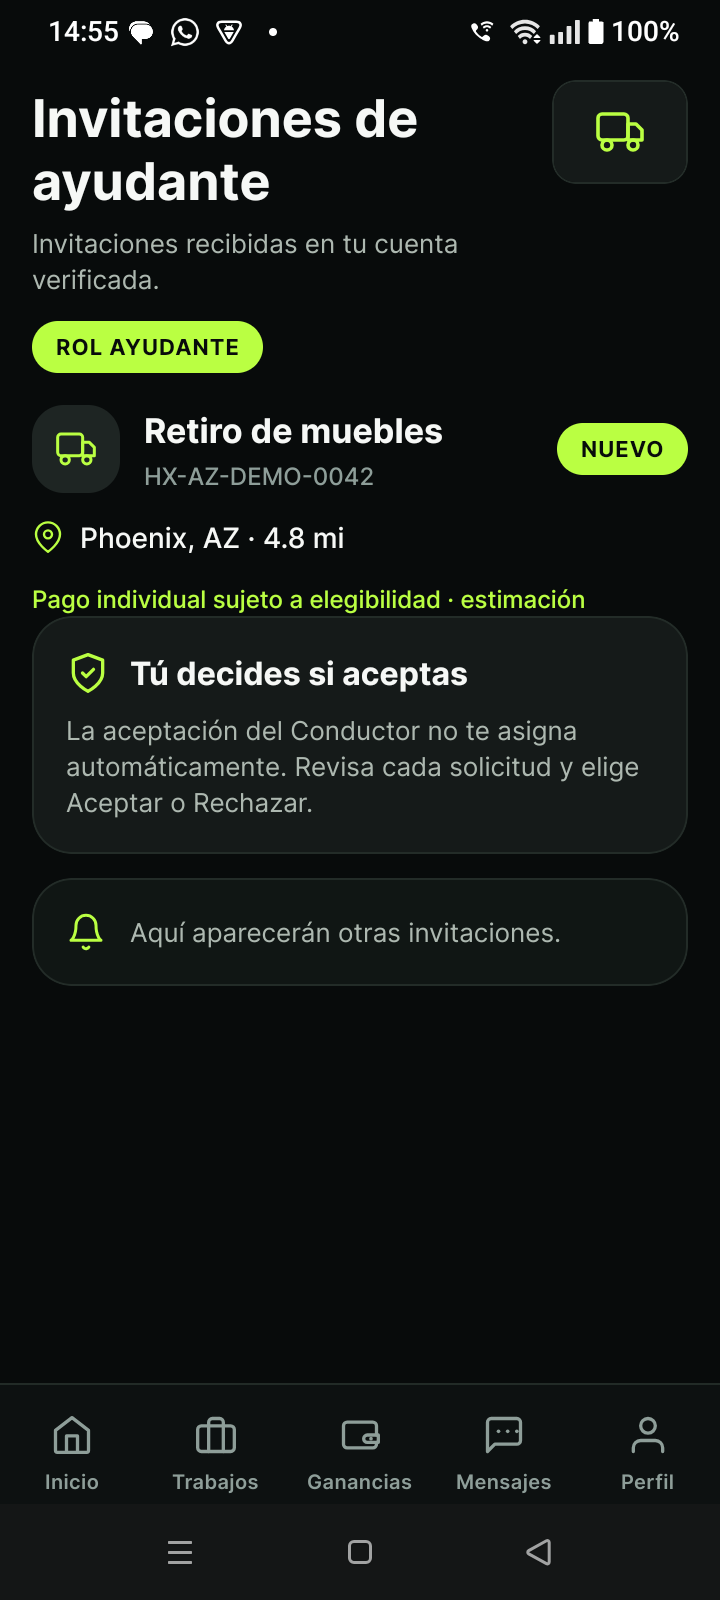 14:55
100%
Invitaciones de
ayudante
Invitaciones recibidas en tu cuenta
verificada.
ROL AYUDANTE
Retiro de muebles
HX-AZ-DEMO-0042
NUEVO
Phoenix, AZ · 4.8 mi
Pago individual sujeto a elegibilidad · estimación
Tú decides si aceptas
La aceptación del Conductor no te asigna
automáticamente. Revisa cada solicitud y elige
Aceptar o Rechazar.
Aquí aparecerán otras invitaciones.
Inicio
Trabajos
Ganancias
Mensajes
Perfil